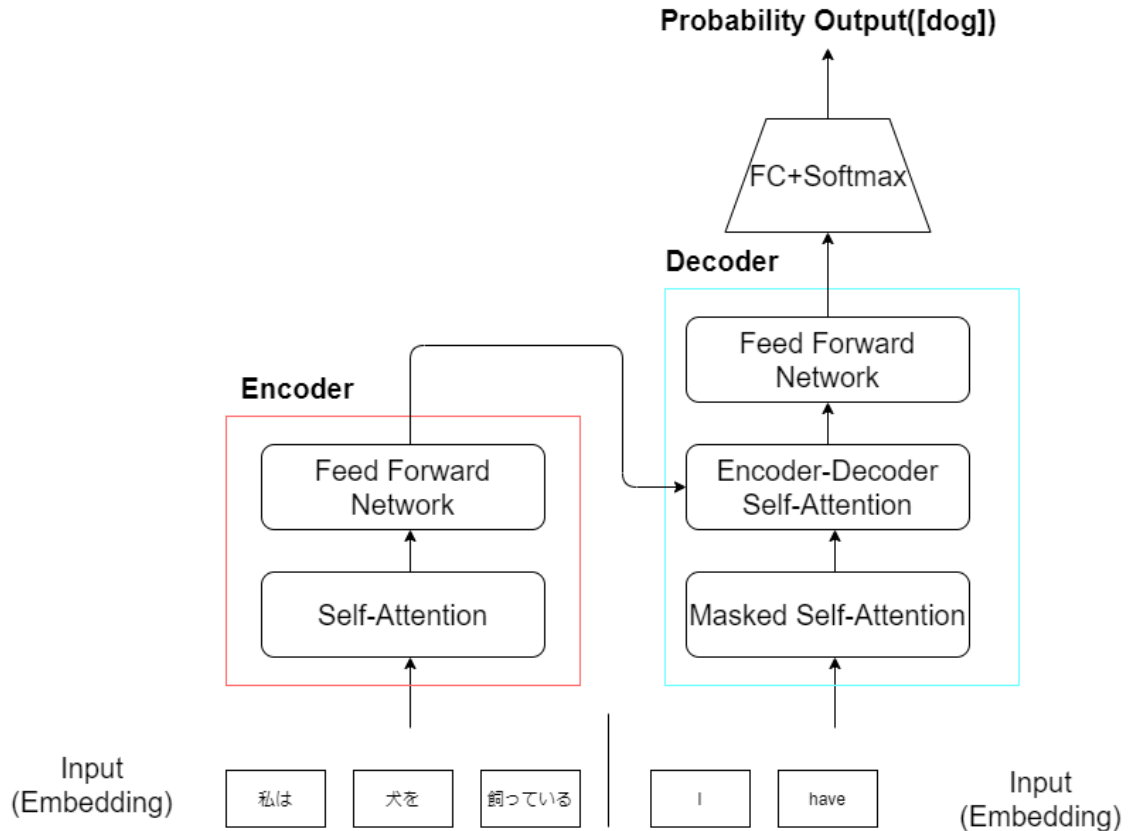 Probability Output([dog])
FC+Softmax
Decoder
Feed Forward
Network
Encoder-Decoder
Self-Attention
Masked Self-Attention
Encoder
Feed Forward
Network
Self-Attention
Input
(Embedding)
私は
犬を
飼っている
I
have
Input
(Embedding)